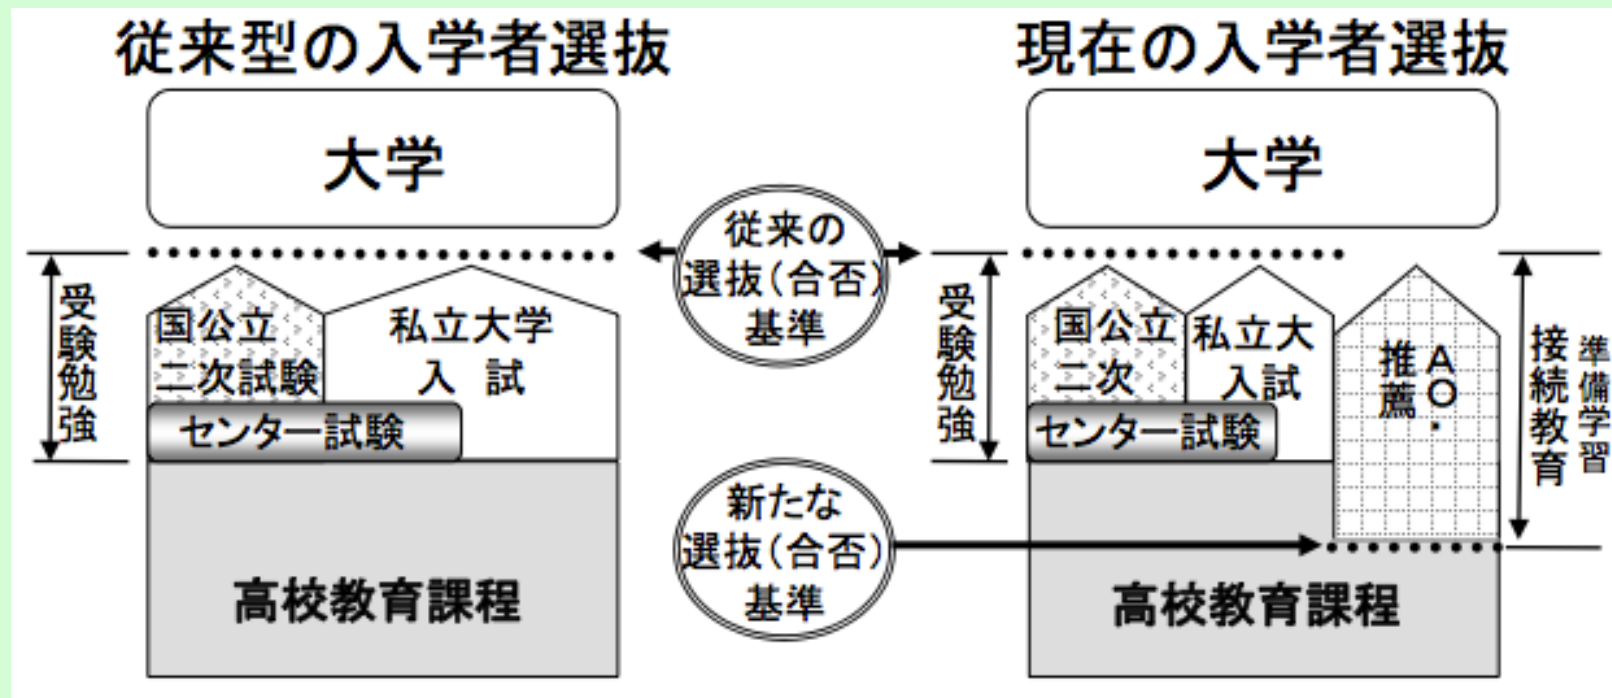 従来型の入学者選抜
大学
受験勉強
国公立
二次試験
私立大学
入 試
センター試験
高校教育課程
従来の
選抜(合否)
基準
新たな
選抜(合否)
基準
現在の入学者選抜
大学
受験勉強
国公立
二次
私立大
入試
センター試験
AO・
推薦
準備学習
接続教育
高校教育課程